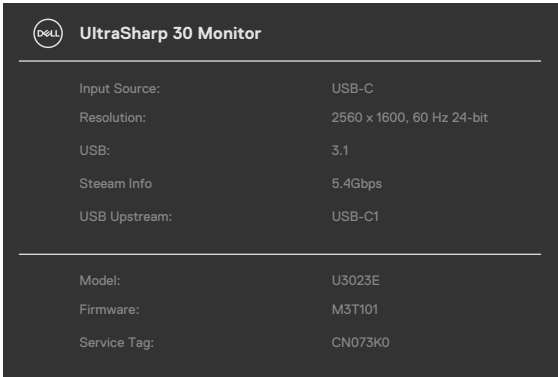 DELL UltraSharp 30 Monitor
Input Source: USB-C
Resolution: 2560 x 1600, 60 Hz 24-bit
USB: 3.1
Steeam Info 5.4Gbps
USB Upstream: USB-C1
Model: U3023E
Firmware: M3T101
Service Tag: CN073K0